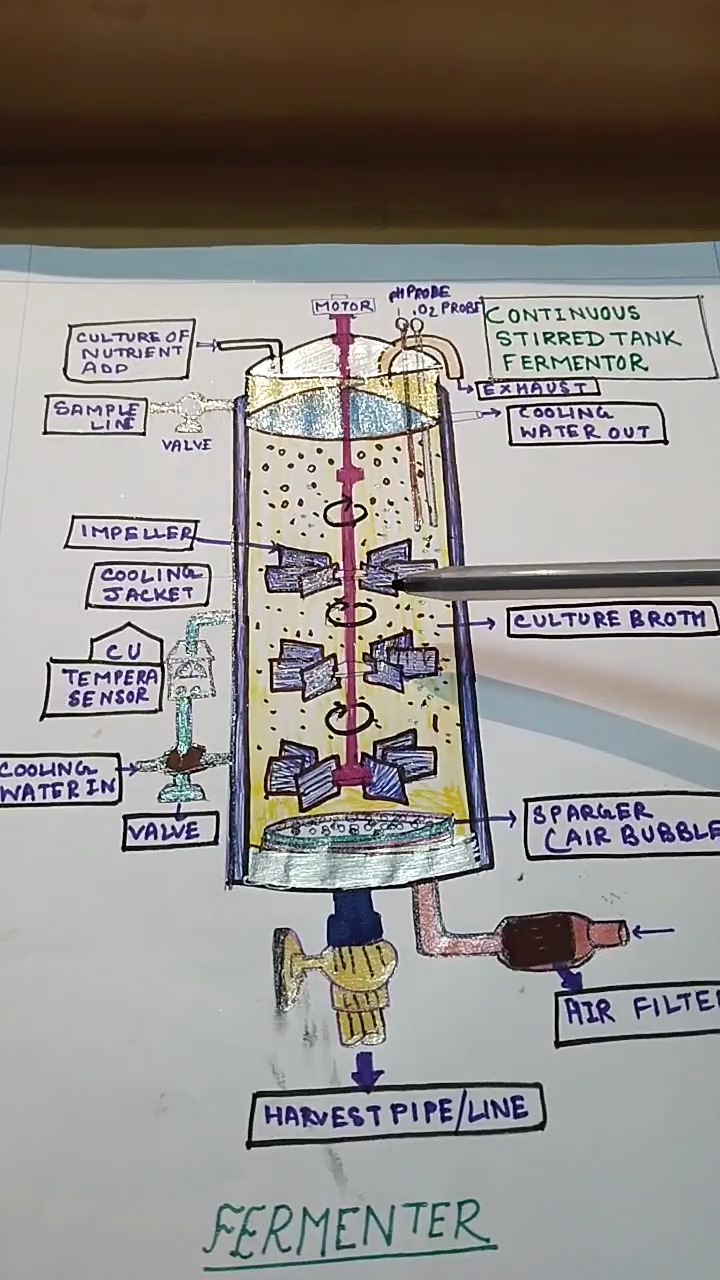 MOTOR
pH PROBE
O2 PROBE
CONTINUOUS
STIRRED TANK
FERMENTOR
CULTURE OF
NUTRIENT
ADD
EXHAUST
SAMPLE
LINE
VALVE
COOLING
WATER OUT
IMPELLER
COOLING
JACKET
CULTURE BROTH
CU
TEMPERA
SENSOR
COOLING
WATER IN
VALVE
SPARGER
(AIR BUBBLE
AIR FILTE
HARVEST PIPE/LINE
FERMENTER